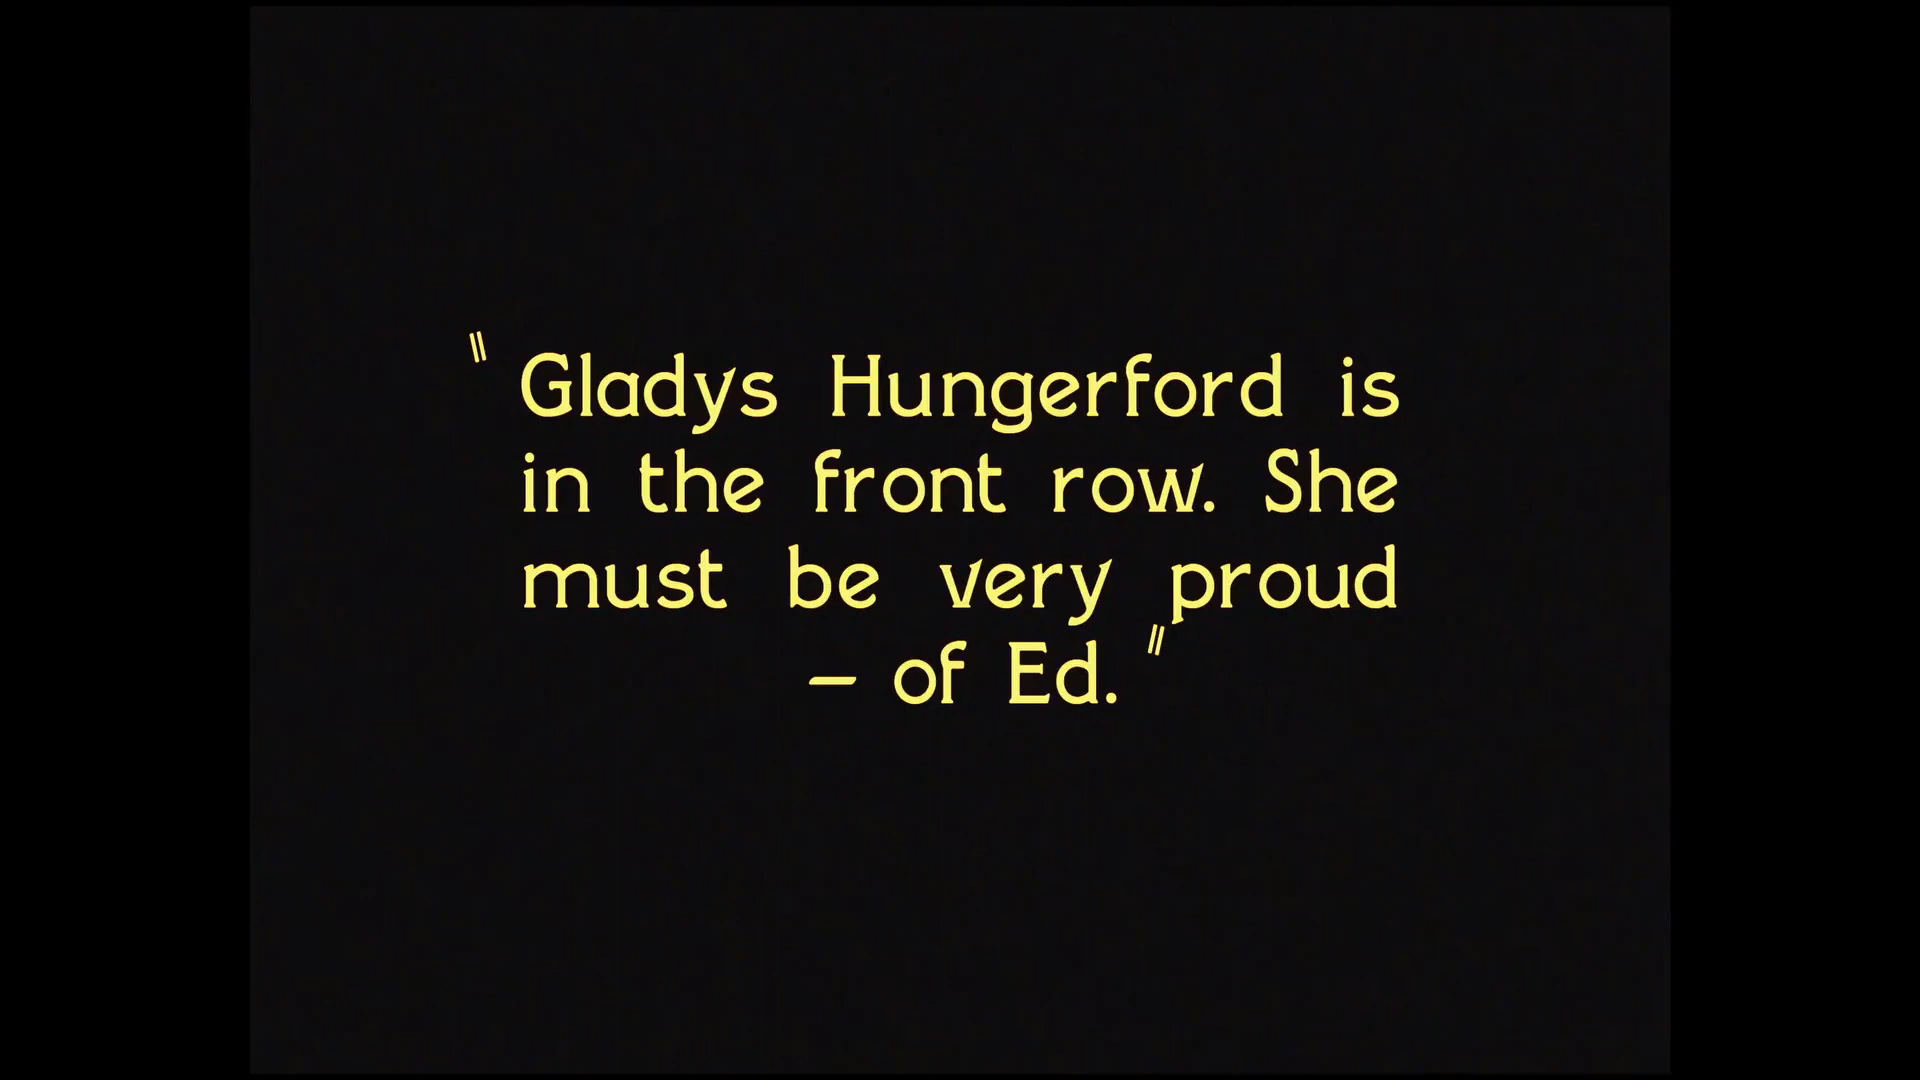 "Gladys Hungerford is
in the front row. She
must be very proud
– of Ed."